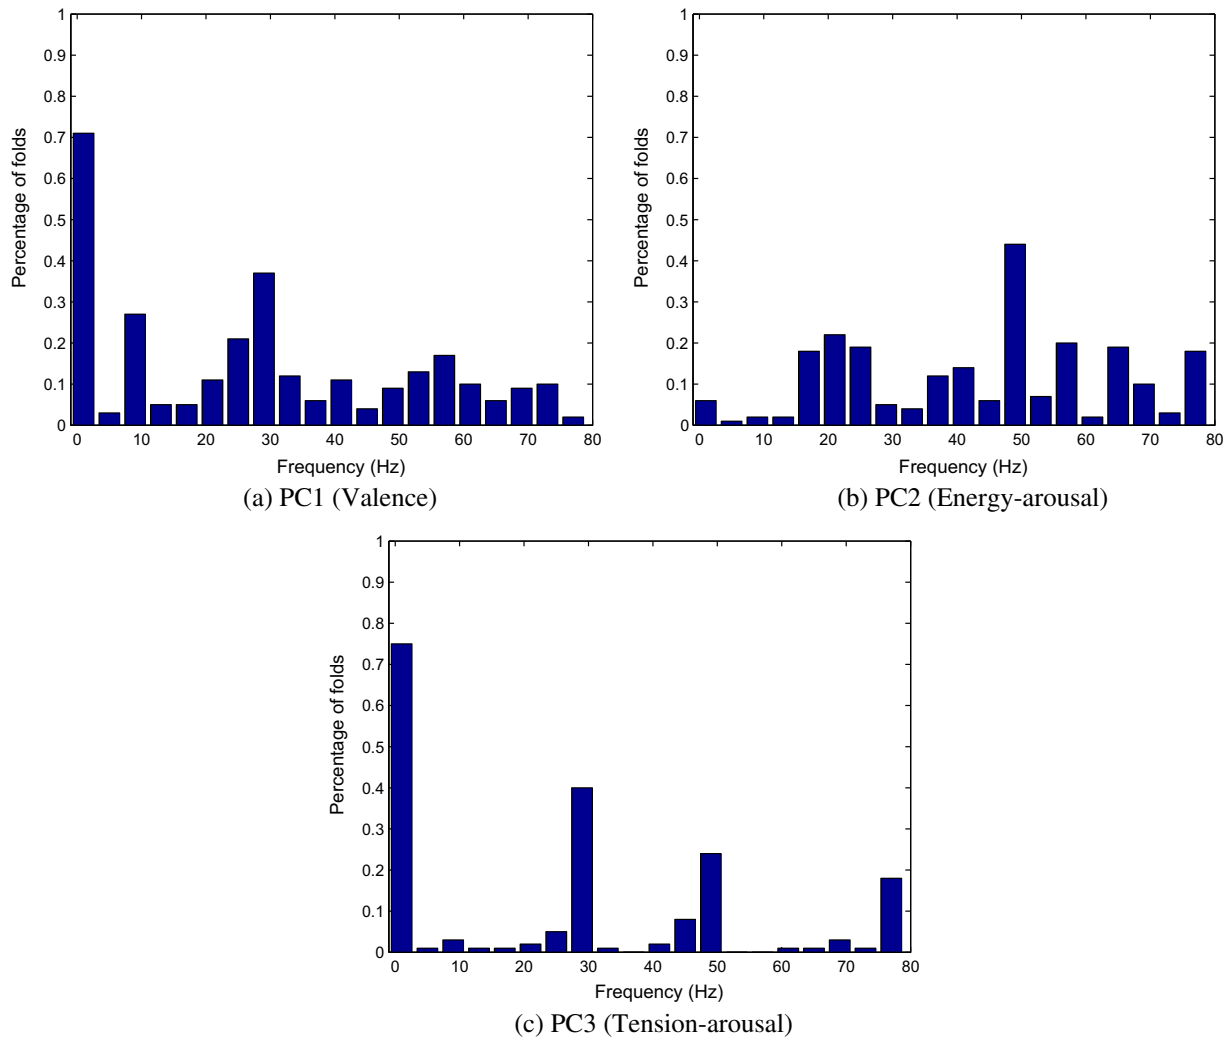 1
0.9
0.8
0.7
0.6
0.5
0.4
0.3
0.2
0.1
0
0 10 20 30 40 50 60 70 80
Percentage of folds
Frequency (Hz)
(a) PC1 (Valence)
1
0.9
0.8
0.7
0.6
0.5
0.4
0.3
0.2
0.1
0
0 10 20 30 40 50 60 70 80
Percentage of folds
Frequency (Hz)
(b) PC2 (Energy-arousal)
1
0.9
0.8
0.7
0.6
0.5
0.4
0.3
0.2
0.1
0
0 10 20 30 40 50 60 70 80
Percentage of folds
Frequency (Hz)
(c) PC3 (Tension-arousal)